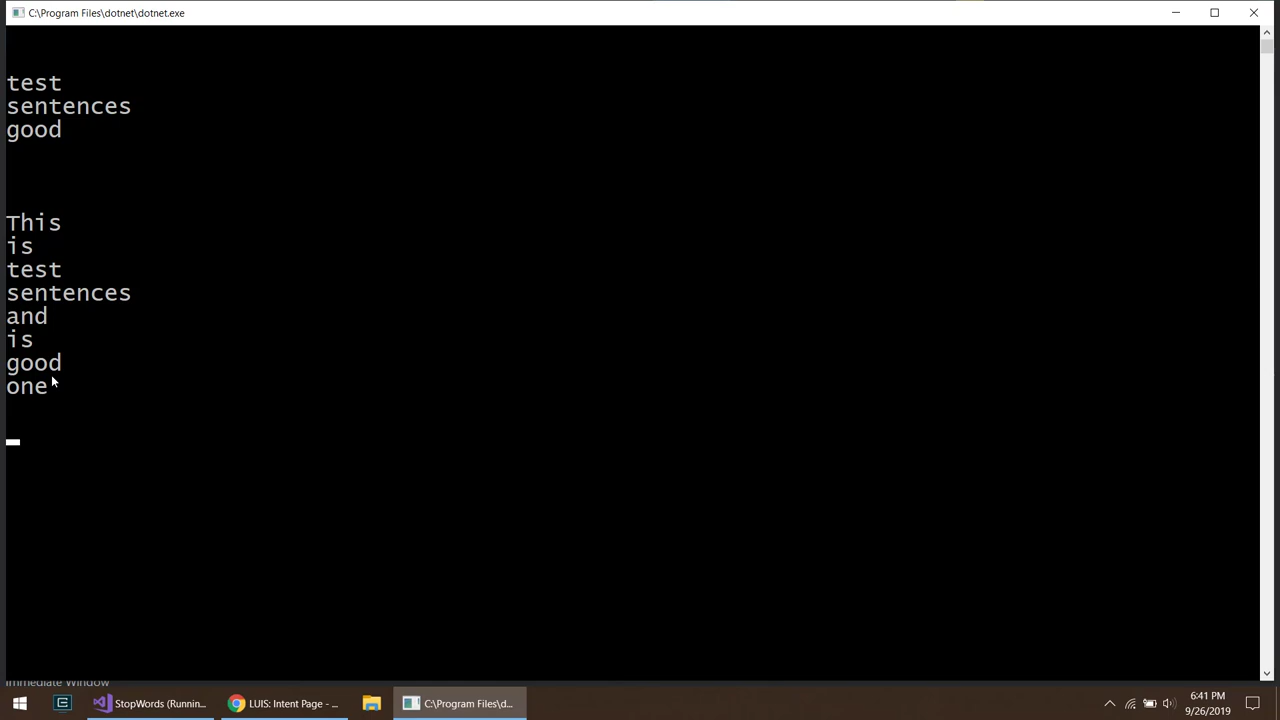 C:\Program Files\dotnet\dotnet.exe
test
sentences
good
This
is
test
sentences
and
is
good
one
Immediate Window
StopWords (Runnin...
LUIS: Intent Page - ...
C:\Program Files\d...
6:41 PM
9/26/2019